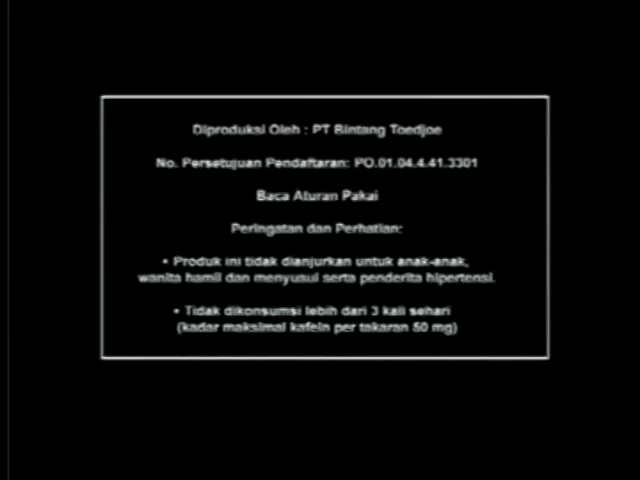 Diproduksi Oleh : PT Bintang Toedjoe
No. Persetujuan Pendaftaran: PO.01.04.4.41.3301
Baca Aturan Pakai
Peringatan dan Perhatian:
• Produk ini tidak dianjurkan untuk anak-anak,
wanita hamil dan menyusui serta penderita hipertensi.
• Tidak dikonsumsi lebih dari 3 kali sehari
(kadar maksimal kafein per takaran 50 mg)